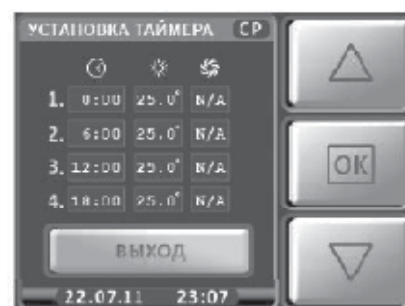 УСТАНОВКА ТАЙМЕРА СР
1. 0:00 25.0° N/A
2. 6:00 25.0° N/A
3. 12:00 25.0° N/A
4. 18:00 25.0° N/A
ВЫХОД
22.07.11 23:07
OK